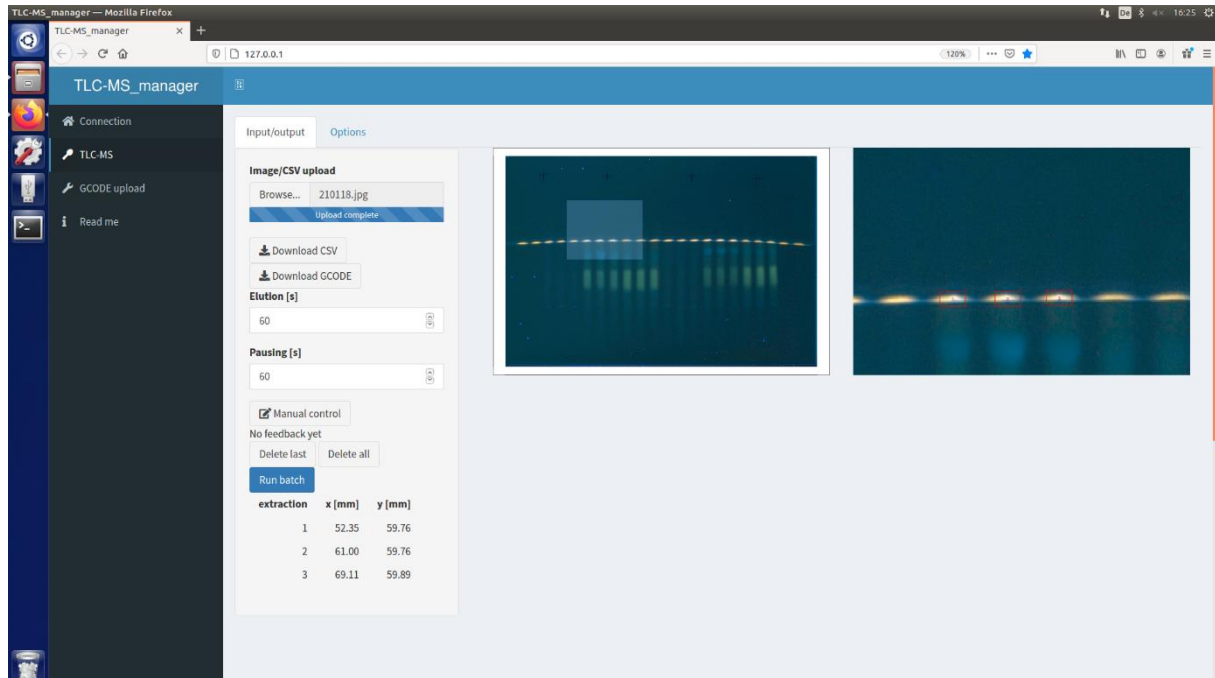 TLC-MS_manager — Mozilla Firefox
De
16:25
TLC-MS_manager
127.0.0.1
120%
TLC-MS_manager
Connection
TLC-MS
GCODE upload
Read me
Input/output Options
Image/CSV upload
Browse... 210118.jpg
Upload complete
Download CSV
Download GCODE
Elution [s]
60
Pausing [s]
60
Manual control
No feedback yet
Delete last Delete all
Run batch
extraction x [mm] y [mm]
1 52.35 59.76
2 61.00 59.76
3 69.11 59.89